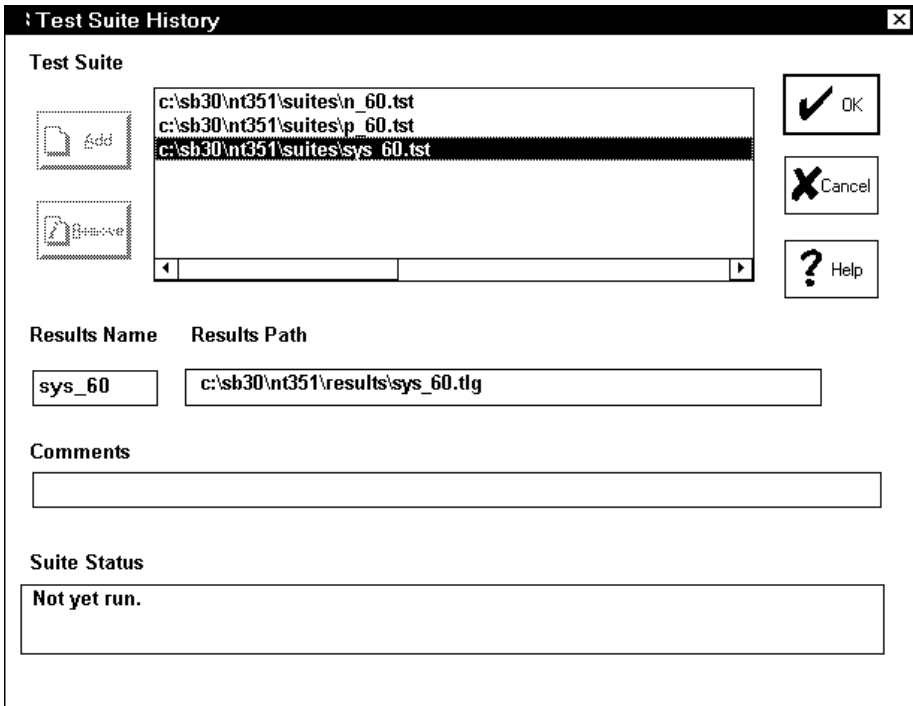 Test Suite History
Test Suite
c:\sb30\nt351\suites\n_60.tst
c:\sb30\nt351\suites\p_60.tst
c:\sb30\nt351\suites\sys_60.tst
Add
Remove
OK
Cancel
Help
Results Name
Results Path
sys_60
c:\sb30\nt351\results\sys_60.tlg
Comments
Suite Status
Not yet run.